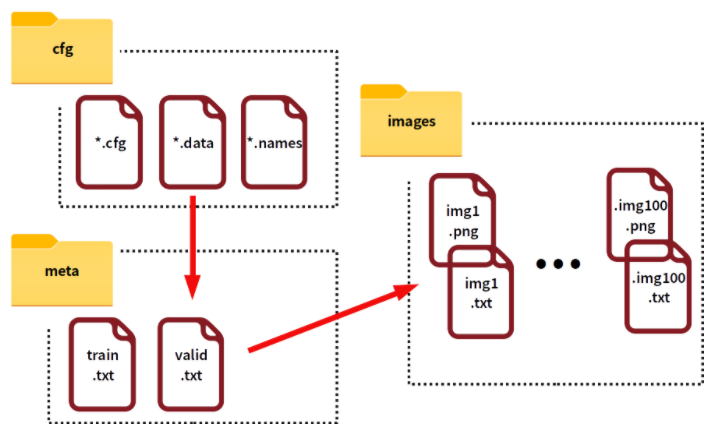 cfg
*.cfg
*.data
*.names
images
img1
.png
img1
.txt
.img100
.png
.img100
.txt
meta
train
.txt
valid
.txt